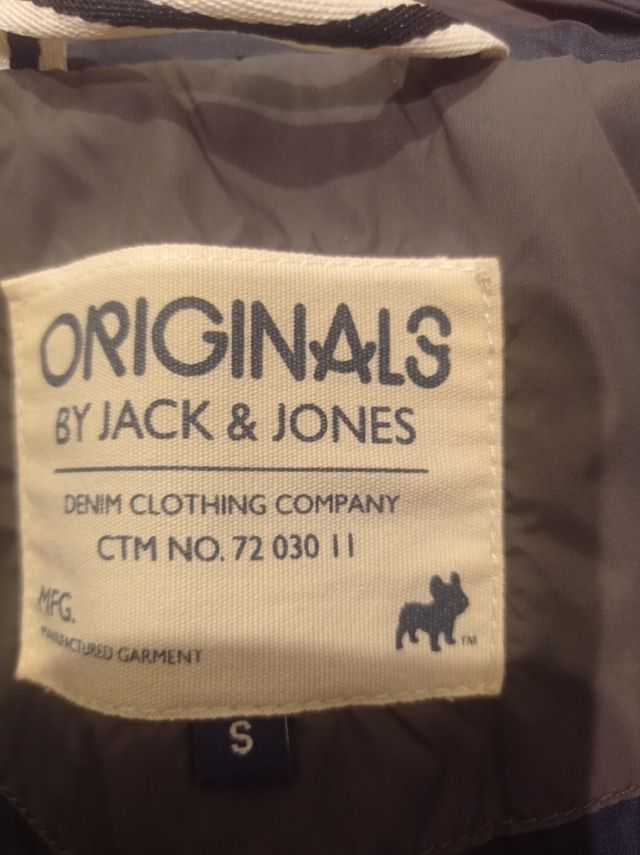 ORIGINALS
BY JACK & JONES
DENIM CLOTHING COMPANY
CTM NO. 72 030 11
MFG.
MANUFACTURED GARMENT
TM
S